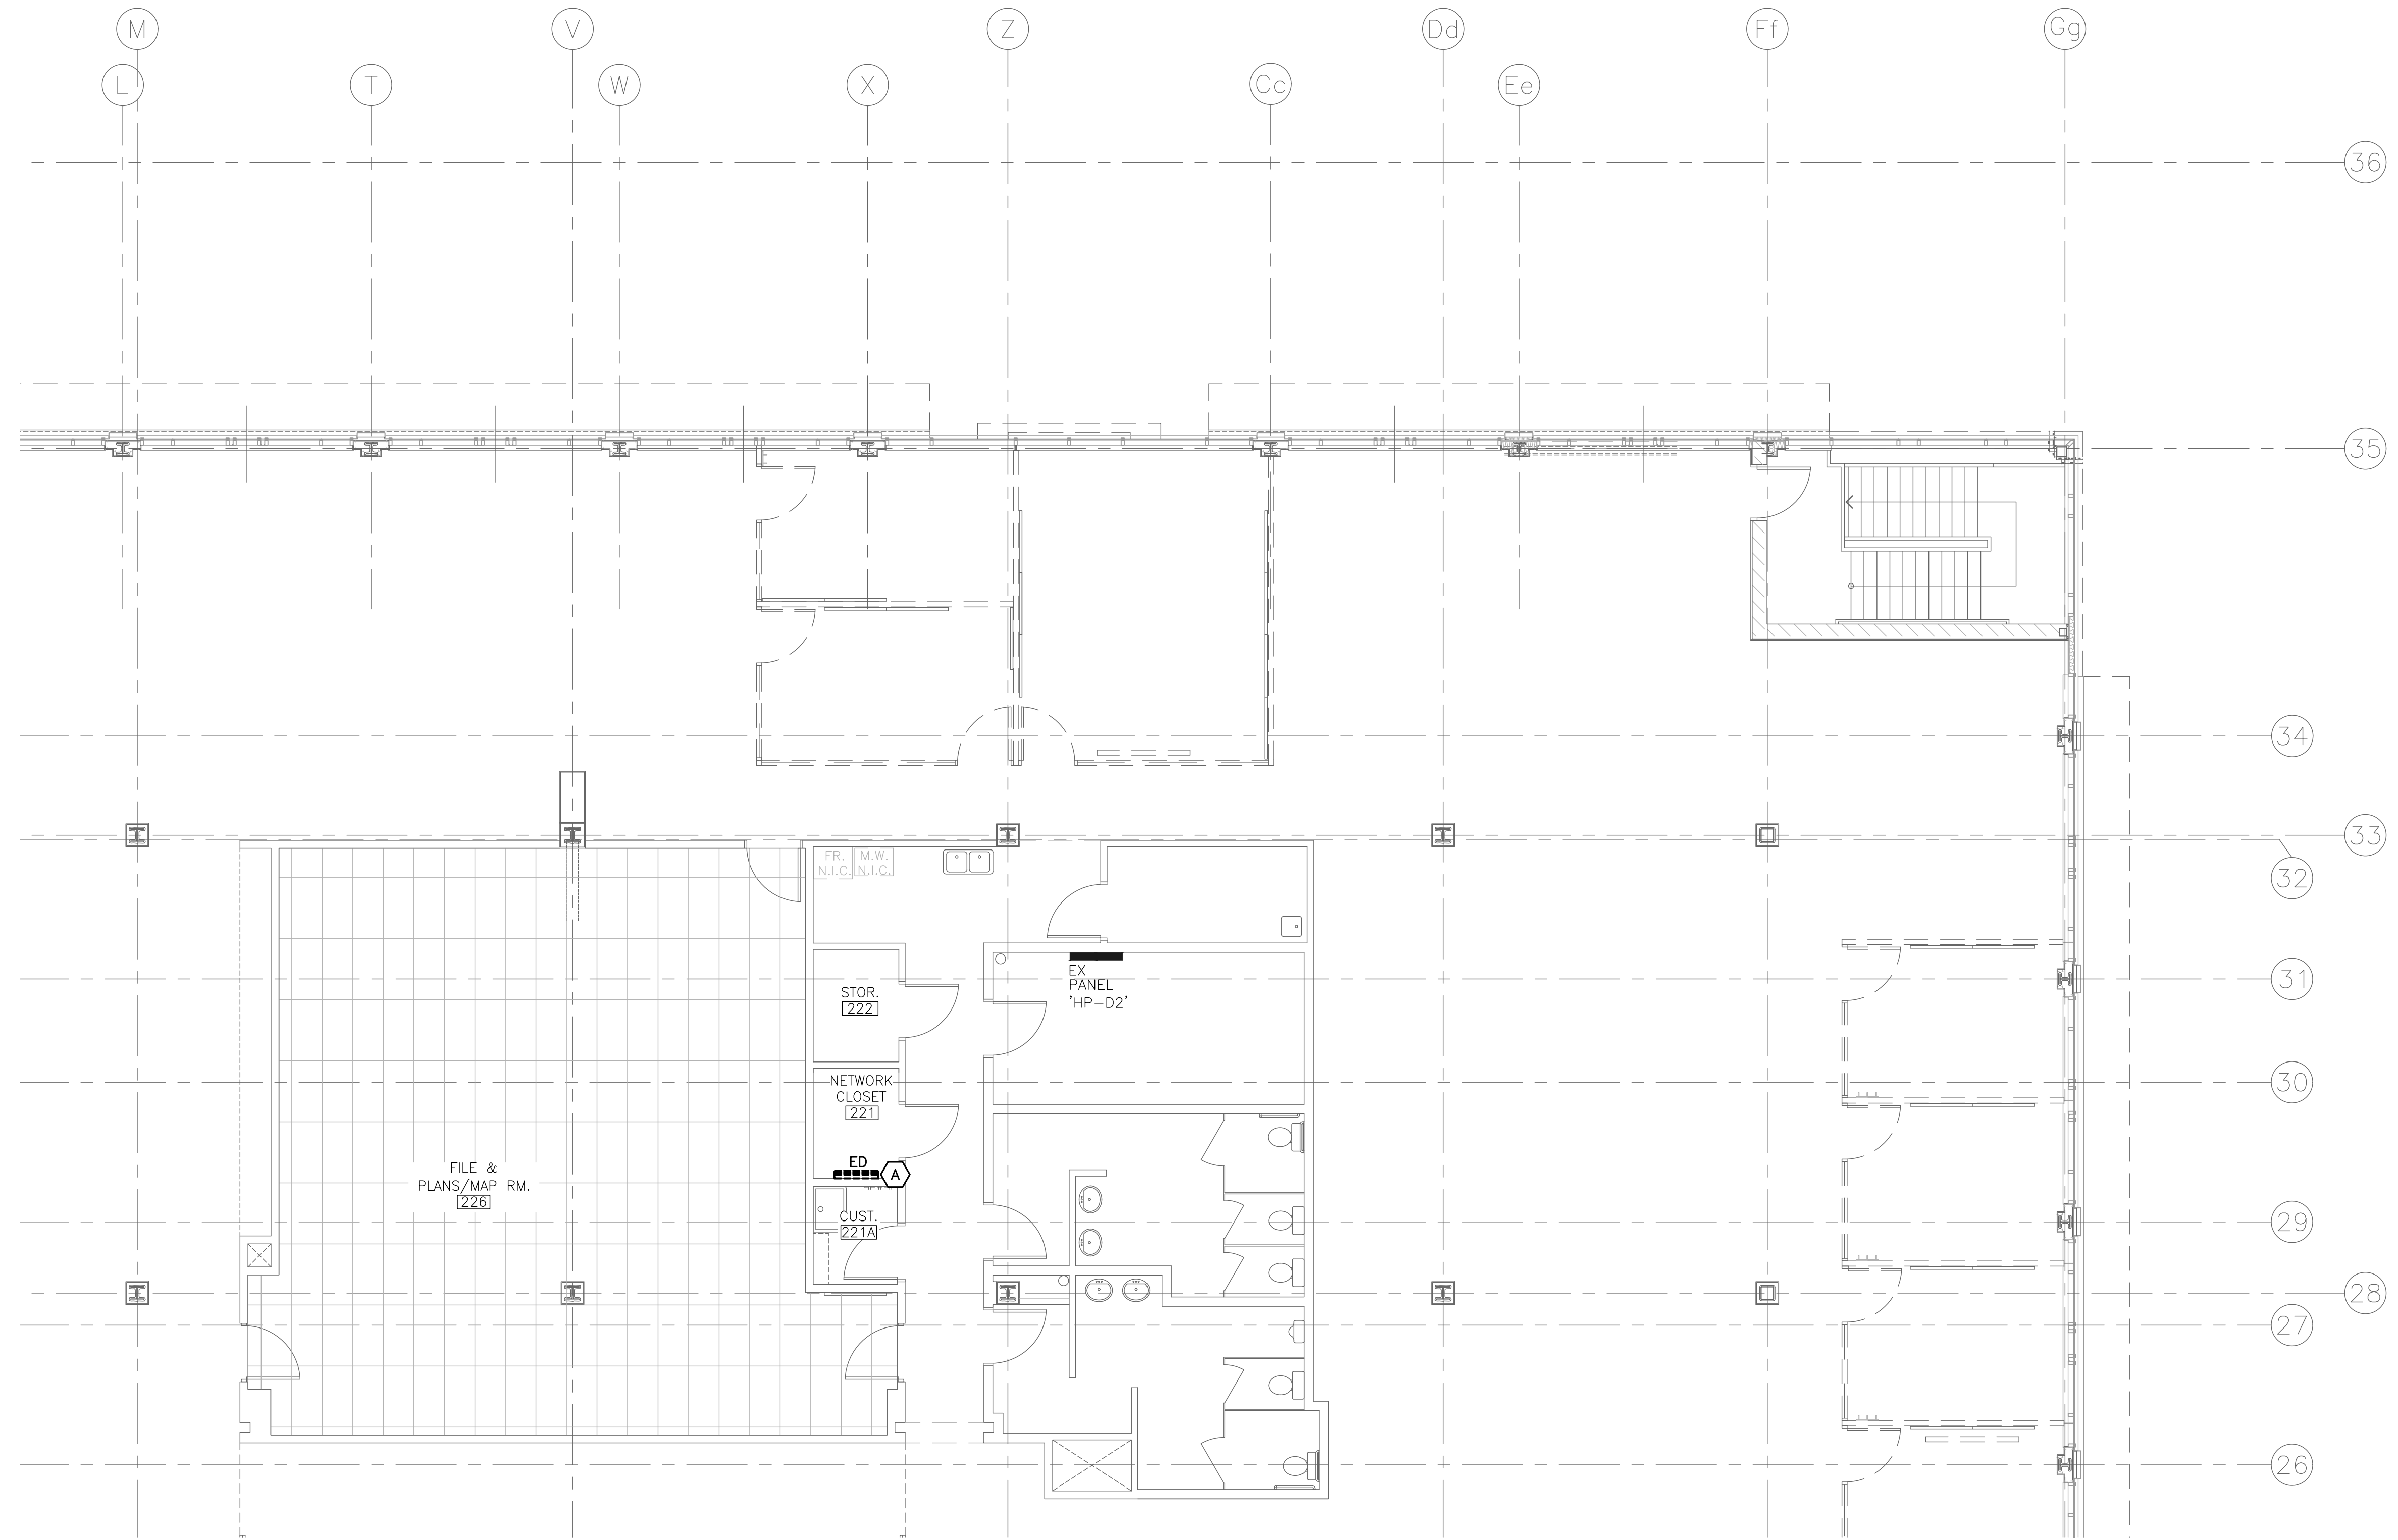 M V Z Dd Ff Gg
L T W X Cc Ee
36
35
34
33
32
FR. M.W.
N.I.C. N.I.C.
31
EX
PANEL
'HP-D2'
STOR.
222
30
NETWORK
CLOSET
221
ED
A
FILE &
PLANS/MAP RM.
226
CUST.
221A
29
28
27
26